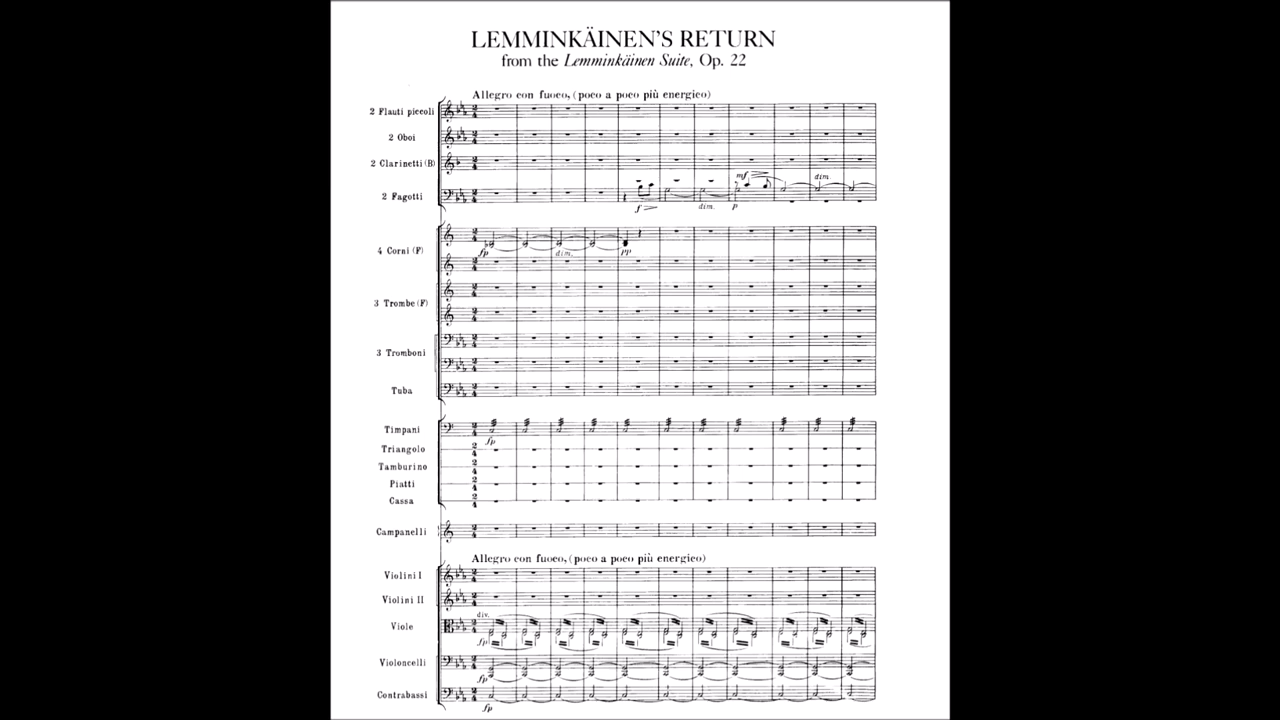 LEMMINKÄINEN'S RETURN
from the Lemminkäinen Suite, Op. 22
Allegro con fuoco, (poco a poco più energico)
2 Flauti piccoli
2 Oboi
2 Clarinetti (B)
mf dim.
2 Fagotti
f dim. p
4 Corni (F)
fp dim. pp
3 Trombe (F)
3 Tromboni
Tuba
Timpani
fp
Triangolo
Tamburino
Piatti
Cassa
Campanelli
Allegro con fuoco, (poco a poco più energico)
Violini I
Violini II
div.
Viole
fp
Violoncelli
fp
Contrabassi
fp